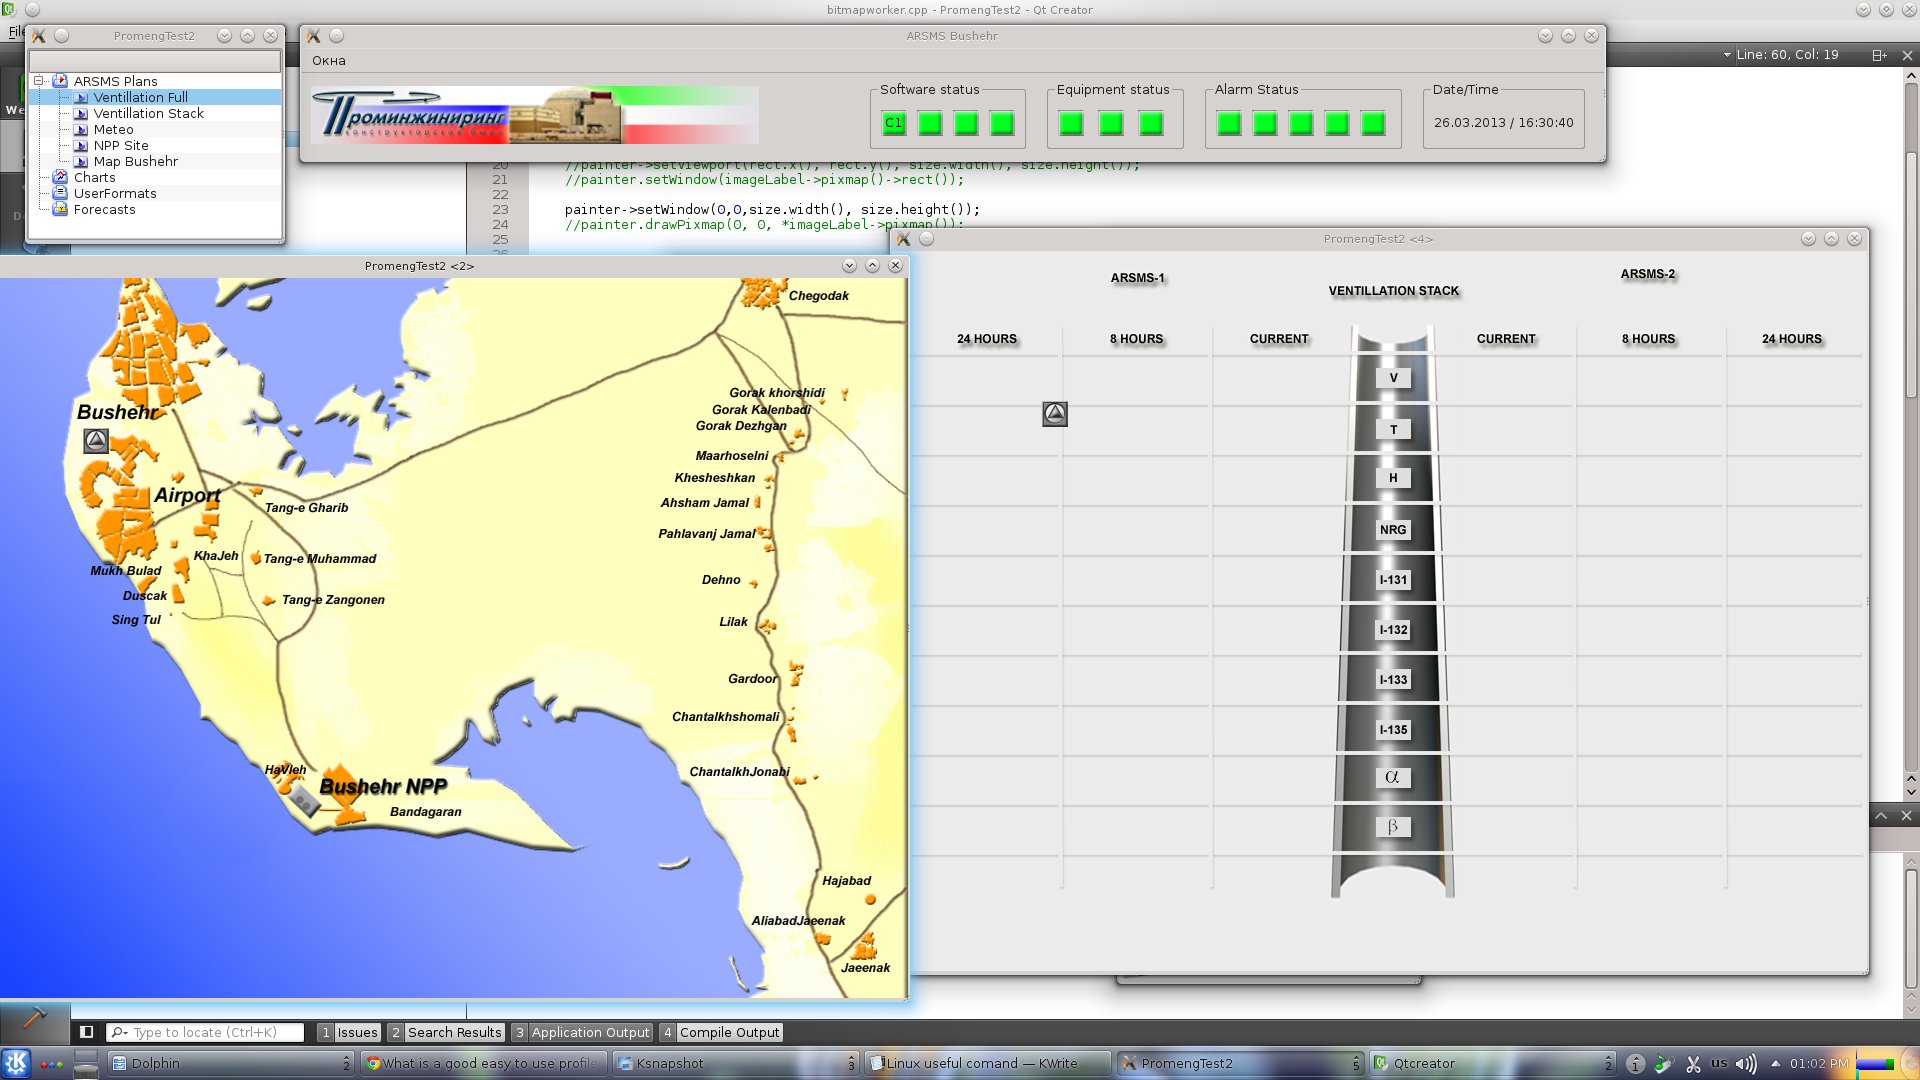 bitmapworker.cpp - PromengTest2 - Qt Creator
PromengTest2
ARSMS Plans
Ventillation Full
Ventillation Stack
Meteo
NPP Site
Map Bushehr
Charts
UserFormats
Forecasts
ARSMS Bushehr
Окна
Проминжиниринг
Software status
C1
Equipment status
Alarm Status
Date/Time
26.03.2013 / 16:30:40
Line: 60, Col: 19
20 //painter->setViewport(rect.x(), rect.y(), size.width(), size.height());
21 //painter.setWindow(imageLabel->pixmap()->rect());
22
23 painter->setWindow(0,0,size.width(), size.height());
24 //painter.drawPixmap(0, 0, *imageLabel->pixmap());
25
PromengTest2 <2>
Chegodak
Gorak khorshidi
Gorak Kalenbadi
Bushehr
Gorak Dezhgan
Maarhoselni
Khesheshkan
Airport
Ahsham Jamal
Tang-e Gharib
Pahlavanj Jamal
KhaJeh
Tang-e Muhammad
Mukh Bulad
Dehno
Duscak
Tang-e Zangonen
Sing Tul
Lilak
Gardoor
Chantalkhshomali
HaVleh
ChantalkhJonabi
Bushehr NPP
Bandagaran
Hajabad
AliabadJaeenak
Jaeenak
PromengTest2 <4>
ARSMS-1
VENTILLATION STACK
ARSMS-2
24 HOURS
8 HOURS
CURRENT
CURRENT
8 HOURS
24 HOURS
V
T
H
NRG
I-131
I-132
I-133
I-135
α
β
Type to locate (Ctrl+K)
1 Issues
2 Search Results
3 Application Output
4 Compile Output
Dolphin 2
What is a good easy to use profile
Ksnapshot 3
Linux useful comand — KWrite
PromengTest2 5
Qtcreator 2
us
01:02 PM